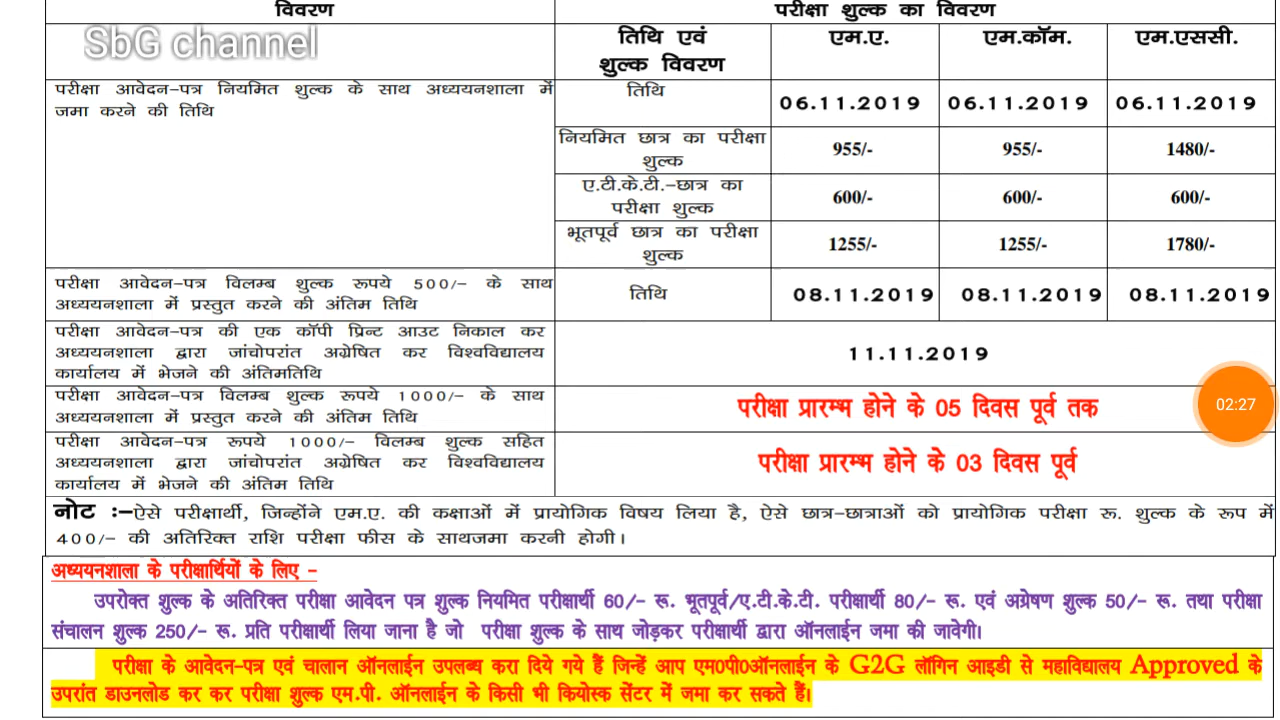 विवरण
परीक्षा शुल्क का विवरण
SbG channel
तिथि एवं
शुल्क विवरण
एम.ए.
एम.कॉम.
एम.एससी.
परीक्षा आवेदन–पत्र नियमित शुल्क के साथ अध्ययनशाला में
जमा करने की तिथि
तिथि
06.11.2019
06.11.2019
06.11.2019
नियमित छात्र का परीक्षा
शुल्क
955/-
955/-
1480/-
ए.टी.के.टी.–छात्र का
परीक्षा शुल्क
600/-
600/-
600/-
भूतपूर्व छात्र का परीक्षा
शुल्क
1255/-
1255/-
1780/-
परीक्षा आवेदन–पत्र विलम्ब शुल्क रूपये 500/– के साथ
अध्ययनशाला में प्रस्तुत करने की अंतिम तिथि
तिथि
08.11.2019
08.11.2019
08.11.2019
परीक्षा आवेदन–पत्र की एक कॉपी प्रिन्ट आउट निकाल कर
अध्ययनशाला द्वारा जांचोपरांत अग्रेषित कर विश्वविद्यालय
कार्यालय में भेजने की अंतिमतिथि
11.11.2019
परीक्षा आवेदन–पत्र विलम्ब शुल्क रूपये 1000/– के साथ
अध्ययनशाला में प्रस्तुत करने की अंतिम तिथि
परीक्षा प्रारम्भ होने के 05 दिवस पूर्व तक
02:27
परीक्षा आवेदन–पत्र रूपये 1000/– विलम्ब शुल्क सहित
अध्ययनशाला द्वारा जांचोपरांत अग्रेषित कर विश्वविद्यालय
कार्यालय में भेजने की अंतिम तिथि
परीक्षा प्रारम्भ होने के 03 दिवस पूर्व
नोट :–ऐसे परीक्षार्थी, जिन्होंने एम.ए. की कक्षाओं में प्रायोगिक विषय लिया है, ऐसे छात्र–छात्राओं को प्रायोगिक परीक्षा रू. शुल्क के रूप में
400/– की अतिरिक्त राशि परीक्षा फीस के साथजमा करनी होगी।
अध्ययनशाला के परीक्षार्थियों के लिए –
उपरोक्त शुल्क के अतिरिक्त परीक्षा आवेदन पत्र शुल्क नियमित परीक्षार्थी 60/– रू. भूतपूर्व/ए.टी.के.टी. परीक्षार्थी 80/– रू. एवं अग्रेषण शुल्क 50/– रू. तथा परीक्षा
संचालन शुल्क 250/– रू. प्रति परीक्षार्थी लिया जाना है जो परीक्षा शुल्क के साथ जोड़कर परीक्षार्थी द्वारा ऑनलाईन जमा की जावेगी।
परीक्षा के आवेदन-पत्र एवं चालान ऑनलाईन उपलब्ध करा दिये गये हैं जिन्हें आप एम0पी0ऑनलाईन के G2G लॉगिन आइडी से महाविद्यालय Approved के
उपरांत डाउनलोड कर कर परीक्षा शुल्क एम.पी. ऑनलाईन के किसी भी कियोस्क सेंटर में जमा कर सकते हैं।